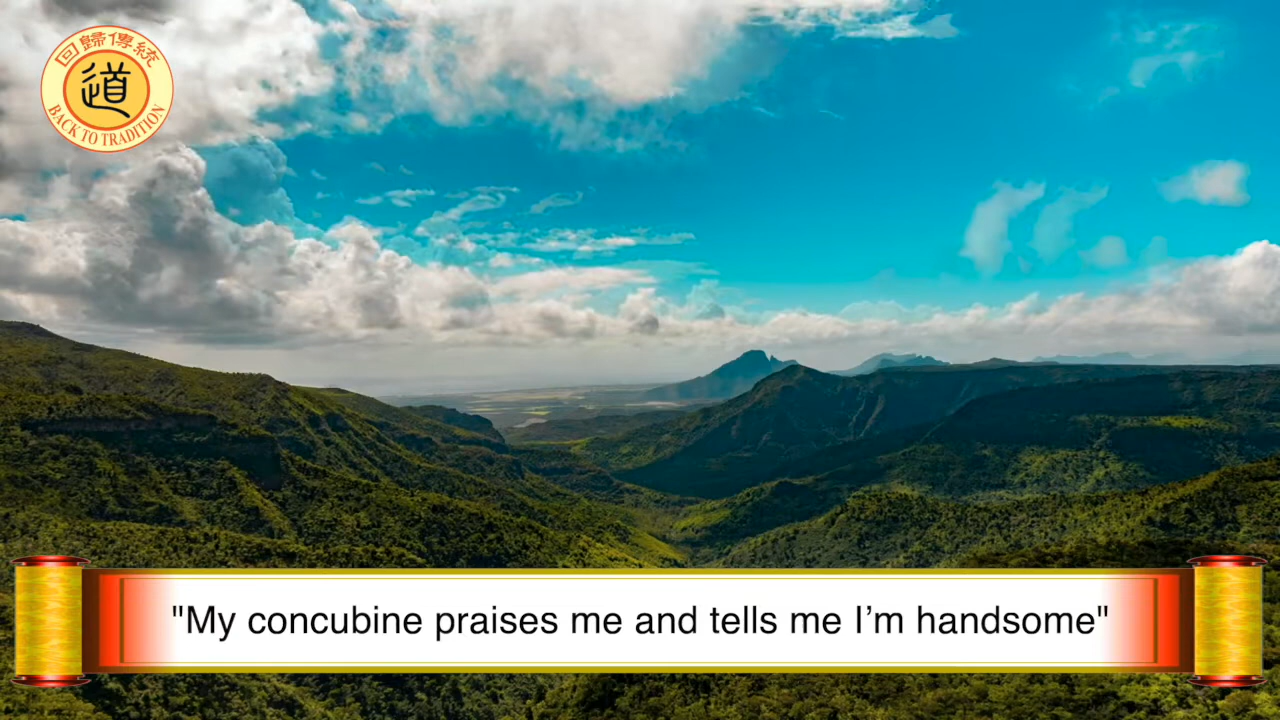 回歸傳統
道
BACK TO TRADITION
"My concubine praises me and tells me I’m handsome"